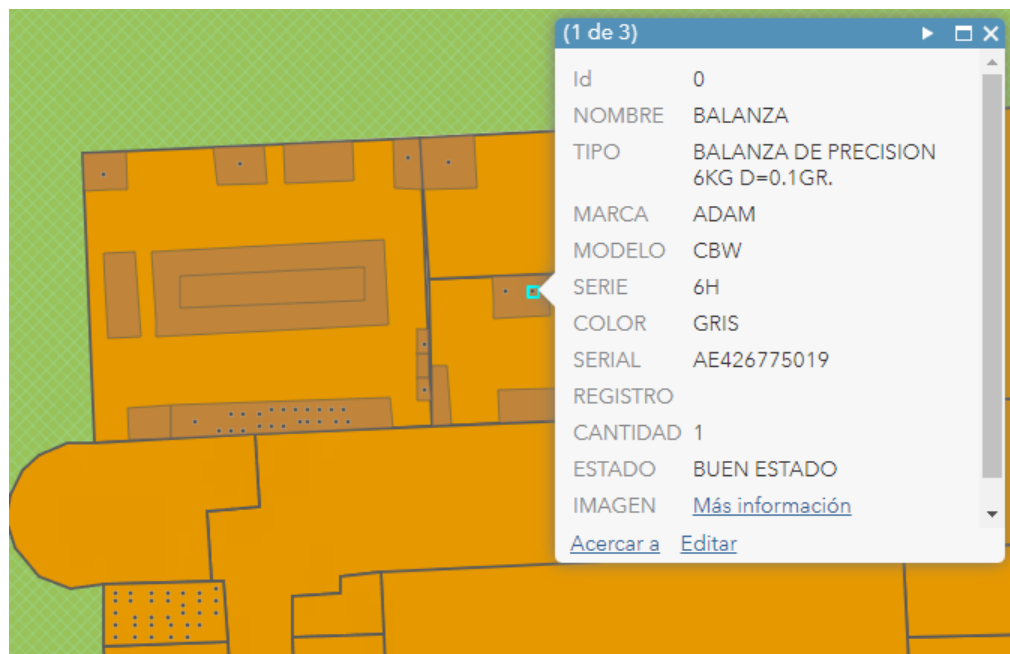 (1 de 3)
Id 0
NOMBRE BALANZA
TIPO BALANZA DE PRECISION
6KG D=0.1GR.
MARCA ADAM
MODELO CBW
SERIE 6H
COLOR GRIS
SERIAL AE426775019
REGISTRO
CANTIDAD 1
ESTADO BUEN ESTADO
IMAGEN Más información
Acercar a Editar